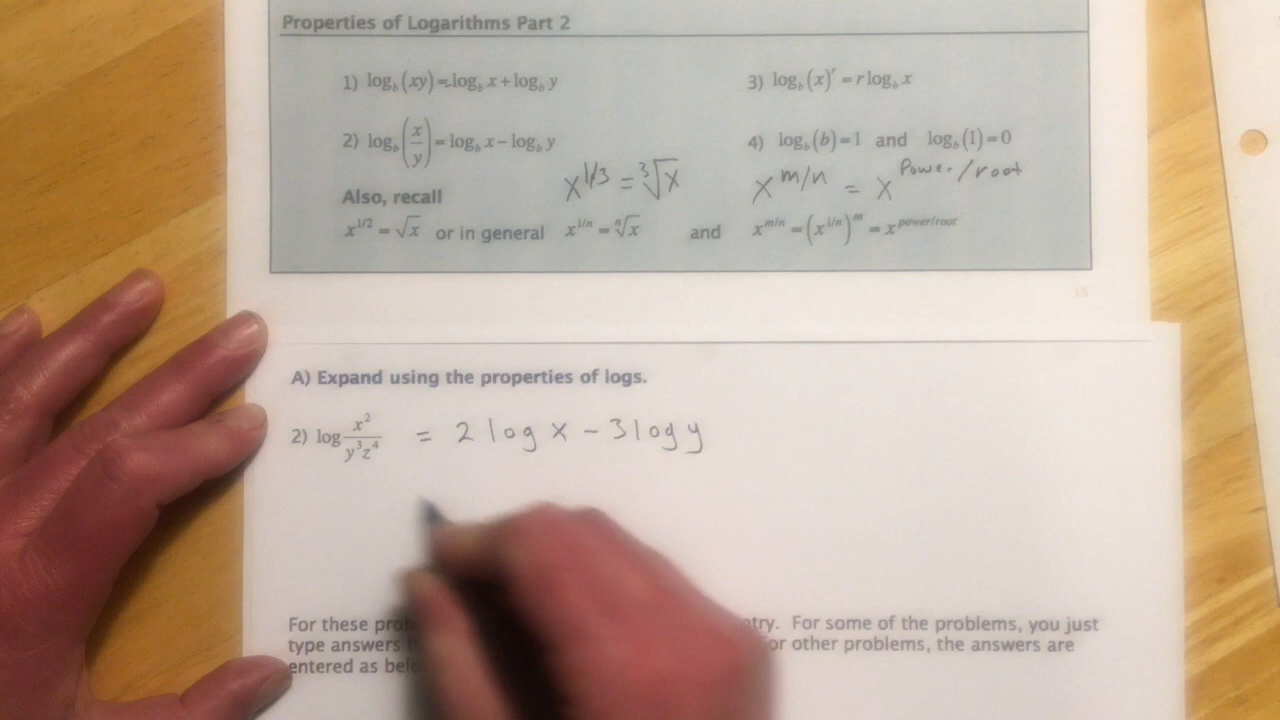 Properties of Logarithms Part 2
1) log_b (xy) = log_b x + log_b y
3) log_b (x)^r = r log_b x
2) log_b (x/y) = log_b x − log_b y
4) log_b (b) = 1 and log_b (1) = 0
x^1/3 = ∛x
x^m/n = x^Power/root
Also, recall
x^1/2 = √x or in general x^1/n = ⁿ√x and x^m/n = (x^1/n)^m = x^power/root
15
A) Expand using the properties of logs.
2) log x²/y³z⁴ = 2 log x − 3 log y
For these
try. For some of the problems, you just
type answers
or other problems, the answers are
entered as